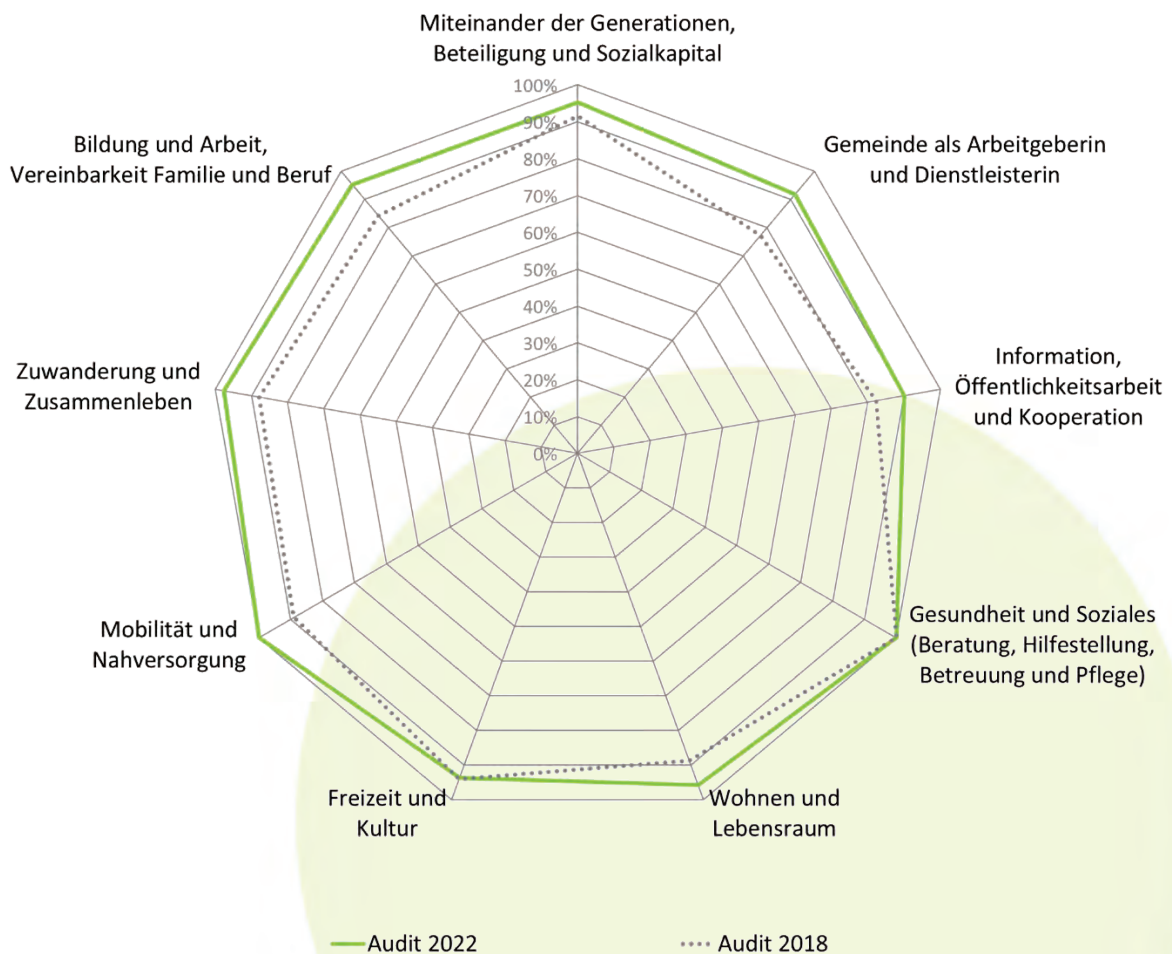 Miteinander der Generationen,
Beteiligung und Sozialkapital
100%
90%
80%
70%
60%
50%
40%
30%
20%
10%
0%
Gemeinde als Arbeitgeberin
und Dienstleisterin
Information,
Öffentlichkeitsarbeit
und Kooperation
Gesundheit und Soziales
(Beratung, Hilfestellung,
Betreuung und Pflege)
Wohnen und
Lebensraum
Freizeit und
Kultur
Mobilität und
Nahversorgung
Zuwanderung und
Zusammenleben
Bildung und Arbeit,
Vereinbarkeit Familie und Beruf
Audit 2022
Audit 2018